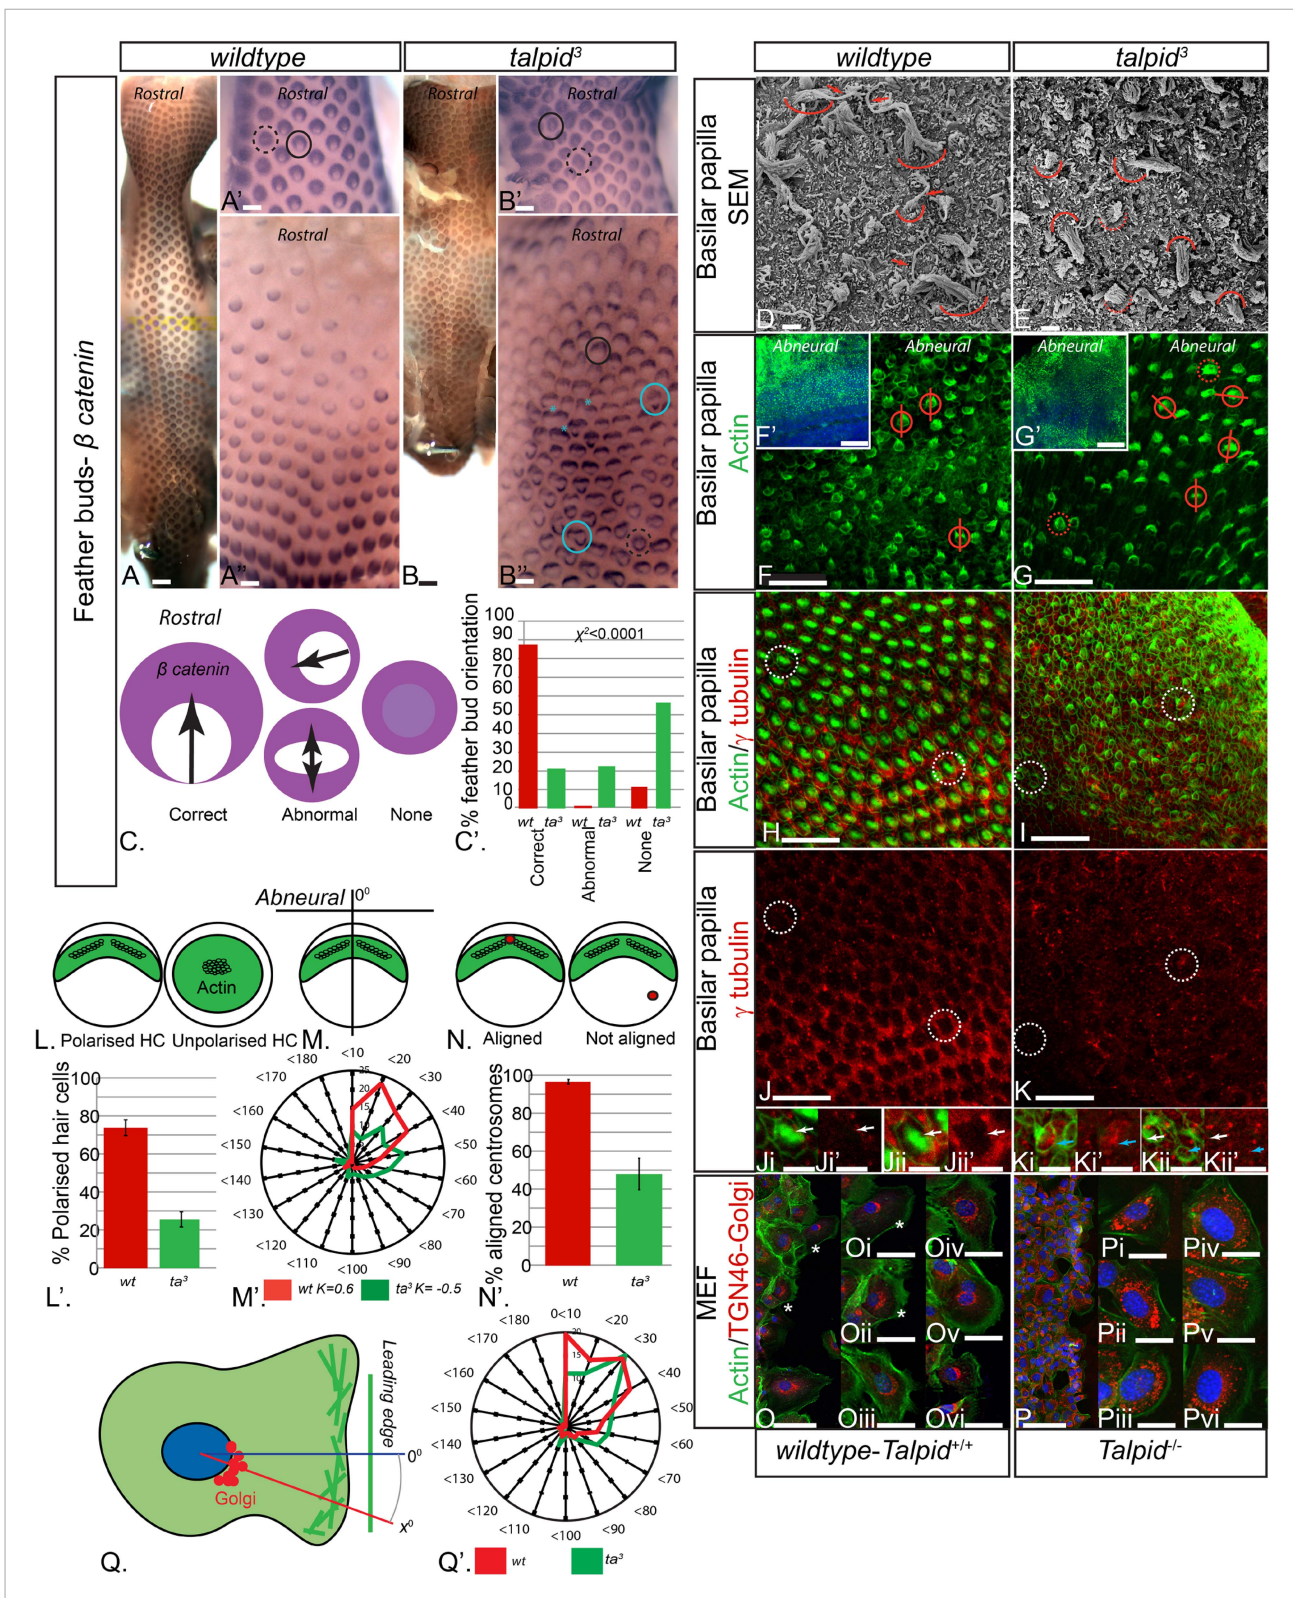 wildtype
talpid³
wildtype
talpid³
Feather buds- β catenin
Rostral
Rostral
Rostral
Rostral
A’
B’
Rostral
Rostral
A
A’’
B
B’’
Rostral
β catenin
Correct
Abnormal
None
C.
% feather bud orientation
100
90
80
70
60
50
40
30
20
10
0
χ²<0.0001
wt ta³ wt ta³ wt ta³
Correct
Abnormal
None
C’.
Basilar papilla
SEM
D
E
Basilar papilla
Actin
Abneural
Abneural
Abneural
Abneural
F’
G’
F
G
Basilar papilla
Actin/γ tubulin
H
I
Basilar papilla
γ tubulin
J
K
Ji
Ji’
Jii
Jii’
Ki
Ki’
Kii
Kii’
MEF
Actin/TGN46-Golgi
Oi
Oiv
Oii
Ov
O
Oiii
Ovi
Pi
Piv
Pii
Pv
P
Piii
Pvi
wildtype-Talpid+/+
Talpid-/-
Abneural
0⁰
Actin
L. Polarised HC Unpolarised HC
M.
N. Aligned
Not aligned
% Polarised hair cells
100
80
60
40
20
0
wt ta³
L’.
<10
<20
<30
<40
<50
<60
<70
<80
<90
<100
<110
<120
<130
<140
<150
<160
<170
<180
25
20
15
10
5
M’.
wt K=0.6
ta³ K= -0.5
% aligned centrosomes
100
80
60
40
20
0
wt ta³
N’.
Leading edge
0⁰
Golgi
x⁰
Q.
0<10
<20
<30
<40
<50
<60
<70
<80
<90
<100
<110
<120
<130
<140
<150
<160
<170
<180
20
15
10
Q’.
wt
ta³